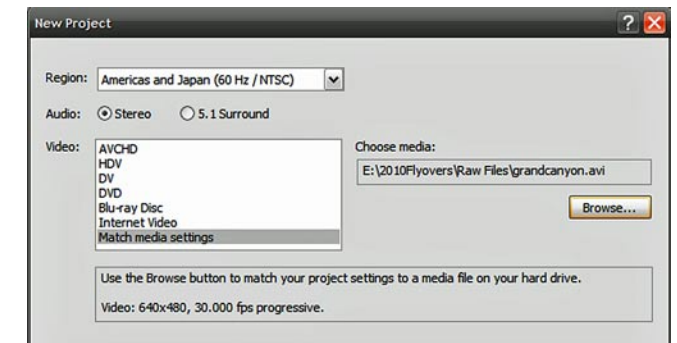 New Project
Region: Americas and Japan (60 Hz / NTSC)
Audio: Stereo 5.1 Surround
Video: AVCHD
HDV
DV
DVD
Blu-ray Disc
Internet Video
Match media settings
Choose media:
E:\2010Flyovers\Raw Files\grandcanyon.avi
Browse...
Use the Browse button to match your project settings to a media file on your hard drive.
Video: 640x480, 30.000 fps progressive.